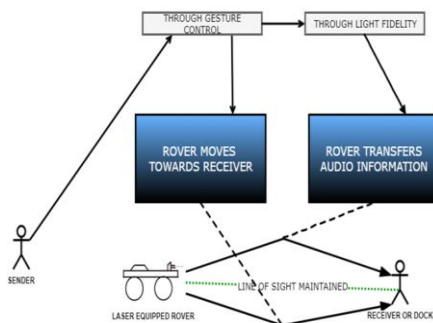 THROUGH GESTURE
CONTROL
THROUGH LIGHT FIDELITY
ROVER MOVES
TOWARDS RECEIVER
ROVER TRANSFERS
AUDIO INFORMATION
SENDER
LINE OF SIGHT MAINTAINED
LASER EQUIPPED ROVER
RECEIVER OR DOCK